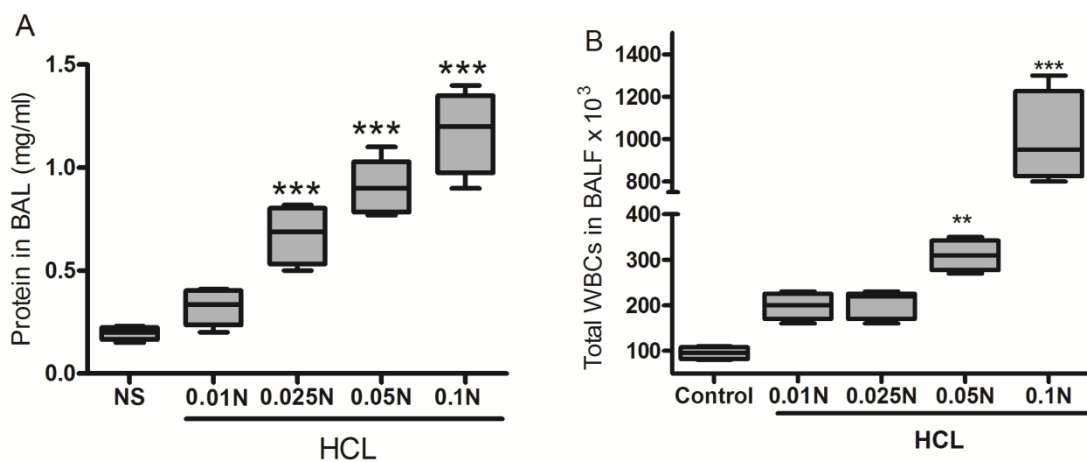 A
Protein in BAL (mg/ml)
1.5
1.0
0.5
0.0
***
***
***
NS
0.01N
0.025N
0.05N
0.1N
HCL
B
Total WBCs in BALF x 10³
1400
1200
1000
800
400
300
200
100
**
***
Control
0.01N
0.025N
0.05N
0.1N
HCL